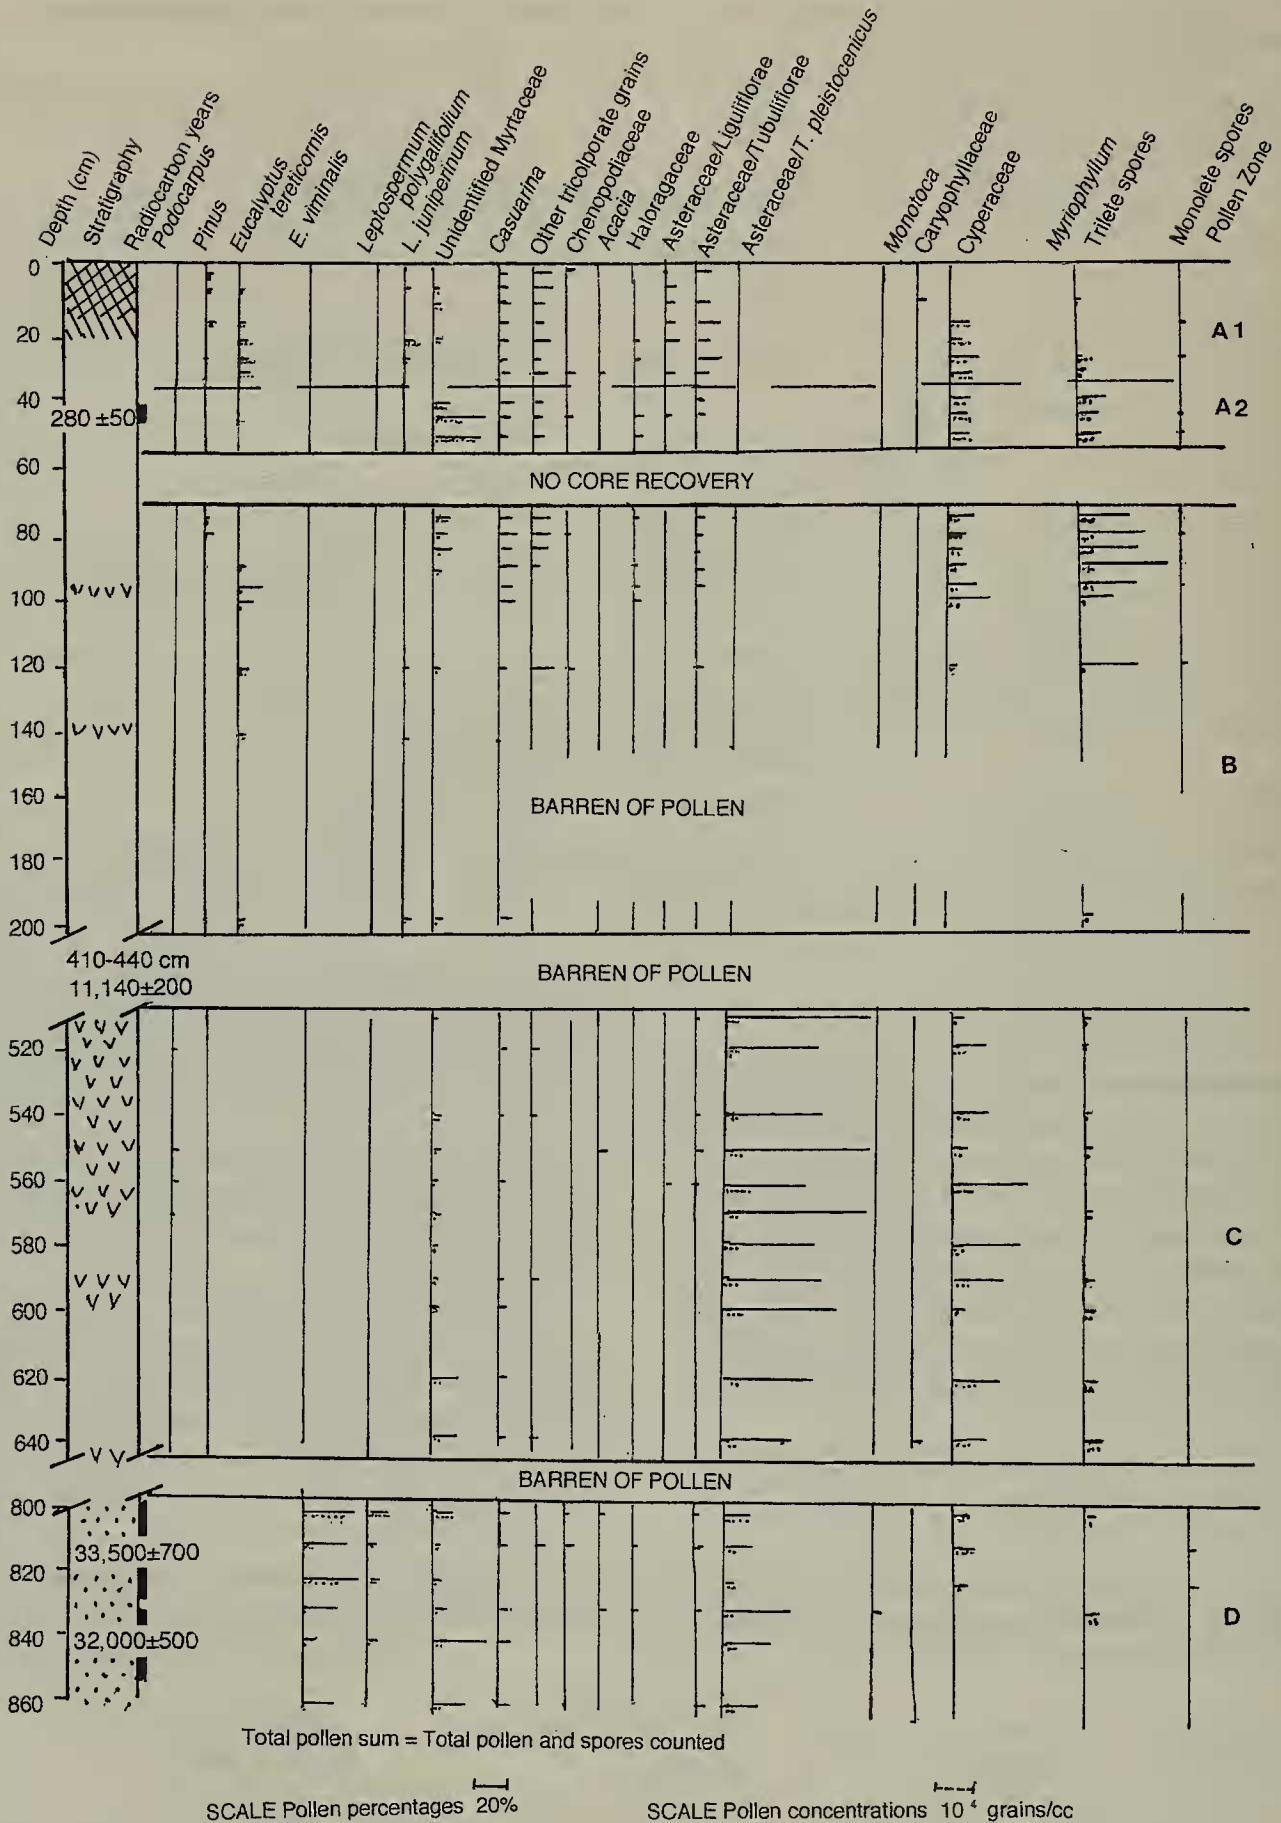 Depth (cm)
Stratigraphy
Radiocarbon years
Podocarpus
Pinus
Eucalyptus
tereticornis
E. viminalis
Leptospermum
polygalifolium
L. juniperinum
Unidentified Myrtaceae
Casuarina
Other tricolporate grains
Chenopodiaceae
Acacia
Haloragaceae
Asteraceae/Liguliflorae
Asteraceae/Tubuliflorae
Asteraceae/T. pleistocenicus
Monotoca
Caryophyllaceae
Cyperaceae
Myriophyllum
Trilete spores
Monolete spores
Pollen Zone
0
20
A 1
40
280 ±50
A 2
60
NO CORE RECOVERY
80
100
120
140
B
160
BARREN OF POLLEN
180
200
410-440 cm
11,140±200
BARREN OF POLLEN
520
540
560
580
C
600
620
640
BARREN OF POLLEN
800
33,500±700
820
D
840
32,000±500
860
Total pollen sum = Total pollen and spores counted
SCALE Pollen percentages 20%
SCALE Pollen concentrations 10⁴ grains/cc